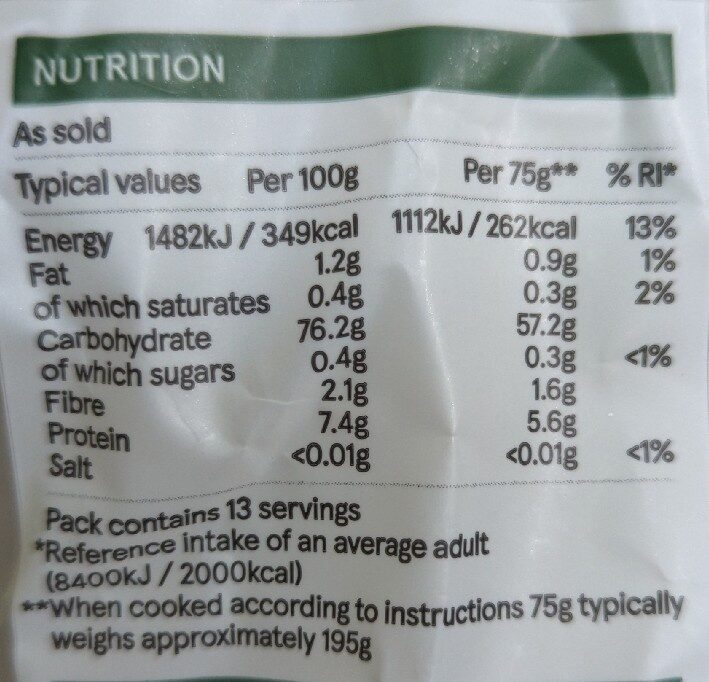 NUTRITION
As sold
Typical values Per 100g Per 75g** % RI*
Energy 1482kJ / 349kcal 1112kJ / 262kcal 13%
Fat 1.2g 0.9g 1%
of which saturates 0.4g 0.3g 2%
Carbohydrate 76.2g 57.2g
of which sugars 0.4g 0.3g <1%
Fibre 2.1g 1.6g
Protein 7.4g 5.6g
Salt <0.01g <0.01g <1%
Pack contains 13 servings
*Reference intake of an average adult
(8400kJ / 2000kcal)
**When cooked according to instructions 75g typically
weighs approximately 195g